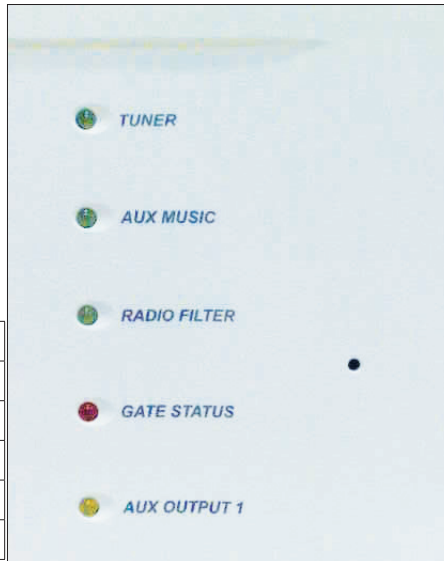 TUNER
AUX MUSIC
RADIO FILTER
GATE STATUS
AUX OUTPUT 1